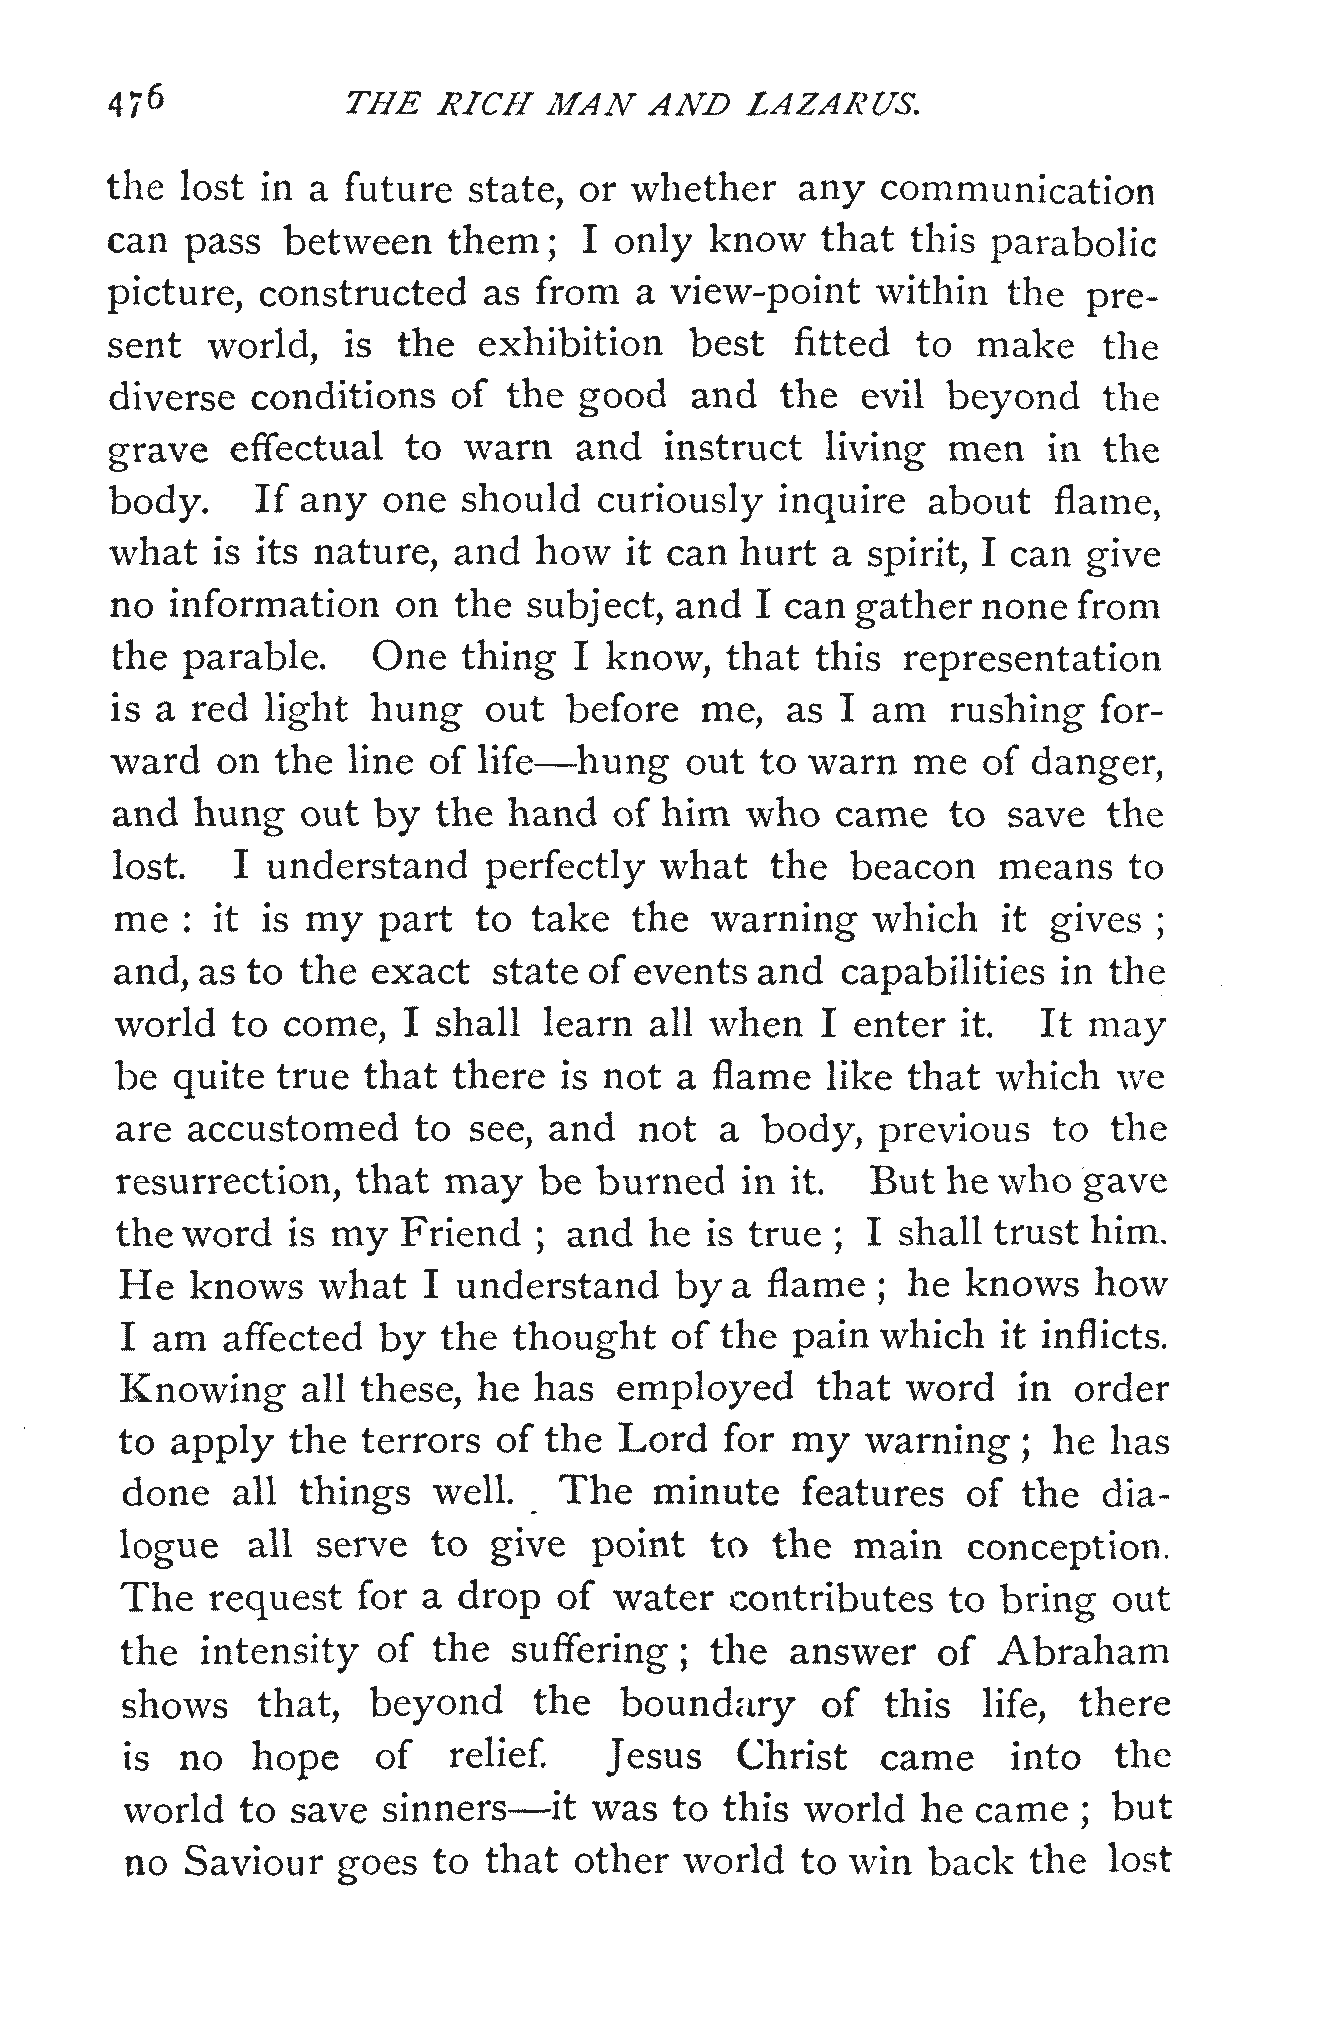 476 THE RICH MAN AND LAZARUS.
the lost in a future state, or whether any communication
can pass between them; I only know that this parabolic
picture, constructed as from a view-point within the pre-
sent world, is the exhibition best fitted to make the
diverse conditions of the good and the evil beyond the
grave effectual to warn and instruct living men in the
body. If any one should curiously inquire about flame,
what is its nature, and how it can hurt a spirit, I can give
no information on the subject, and I can gather none from
the parable. One thing I know, that this representation
is a red light hung out before me, as I am rushing for-
ward on the line of life—hung out to warn me of danger,
and hung out by the hand of him who came to save the
lost. I understand perfectly what the beacon means to
me : it is my part to take the warning which it gives ;
and, as to the exact state of events and capabilities in the
world to come, I shall learn all when I enter it. It may
be quite true that there is not a flame like that which we
are accustomed to see, and not a body, previous to the
resurrection, that may be burned in it. But he who gave
the word is my Friend ; and he is true ; I shall trust him.
He knows what I understand by a flame ; he knows how
I am affected by the thought of the pain which it inflicts.
Knowing all these, he has employed that word in order
to apply the terrors of the Lord for my warning ; he has
done all things well. The minute features of the dia-
logue all serve to give point to the main conception.
The request for a drop of water contributes to bring out
the intensity of the suffering ; the answer of Abraham
shows that, beyond the boundary of this life, there
is no hope of relief. Jesus Christ came into the
world to save sinners—it was to this world he came ; but
no Saviour goes to that other world to win back the lost